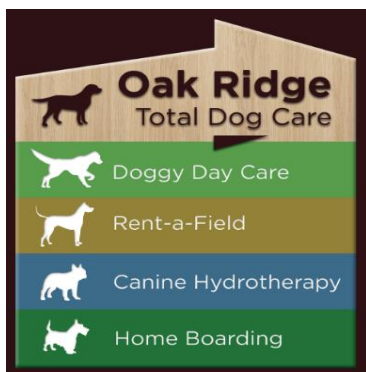 Oak Ridge
Total Dog Care
Doggy Day Care
Rent-a-Field
Canine Hydrotherapy
Home Boarding